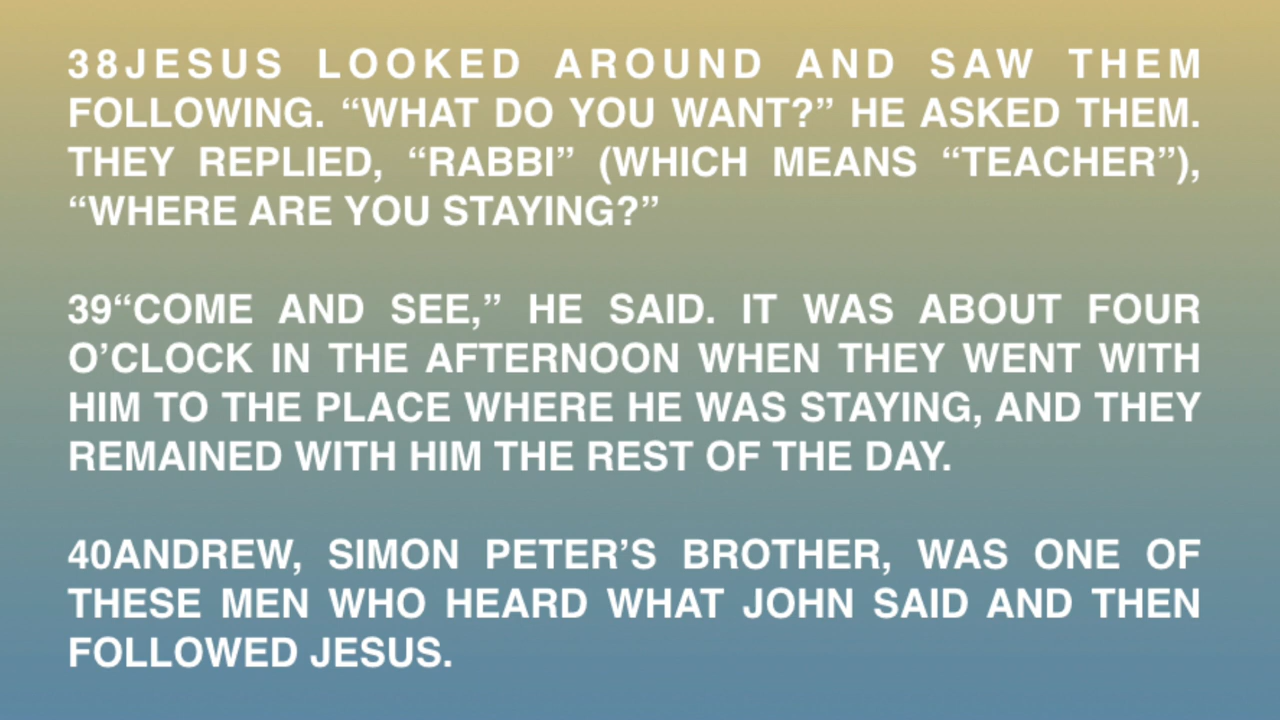 38JESUS LOOKED AROUND AND SAW THEM
FOLLOWING. “WHAT DO YOU WANT?” HE ASKED THEM.
THEY REPLIED, “RABBI” (WHICH MEANS “TEACHER”),
“WHERE ARE YOU STAYING?”
39“COME AND SEE,” HE SAID. IT WAS ABOUT FOUR
O’CLOCK IN THE AFTERNOON WHEN THEY WENT WITH
HIM TO THE PLACE WHERE HE WAS STAYING, AND THEY
REMAINED WITH HIM THE REST OF THE DAY.
40ANDREW, SIMON PETER’S BROTHER, WAS ONE OF
THESE MEN WHO HEARD WHAT JOHN SAID AND THEN
FOLLOWED JESUS.